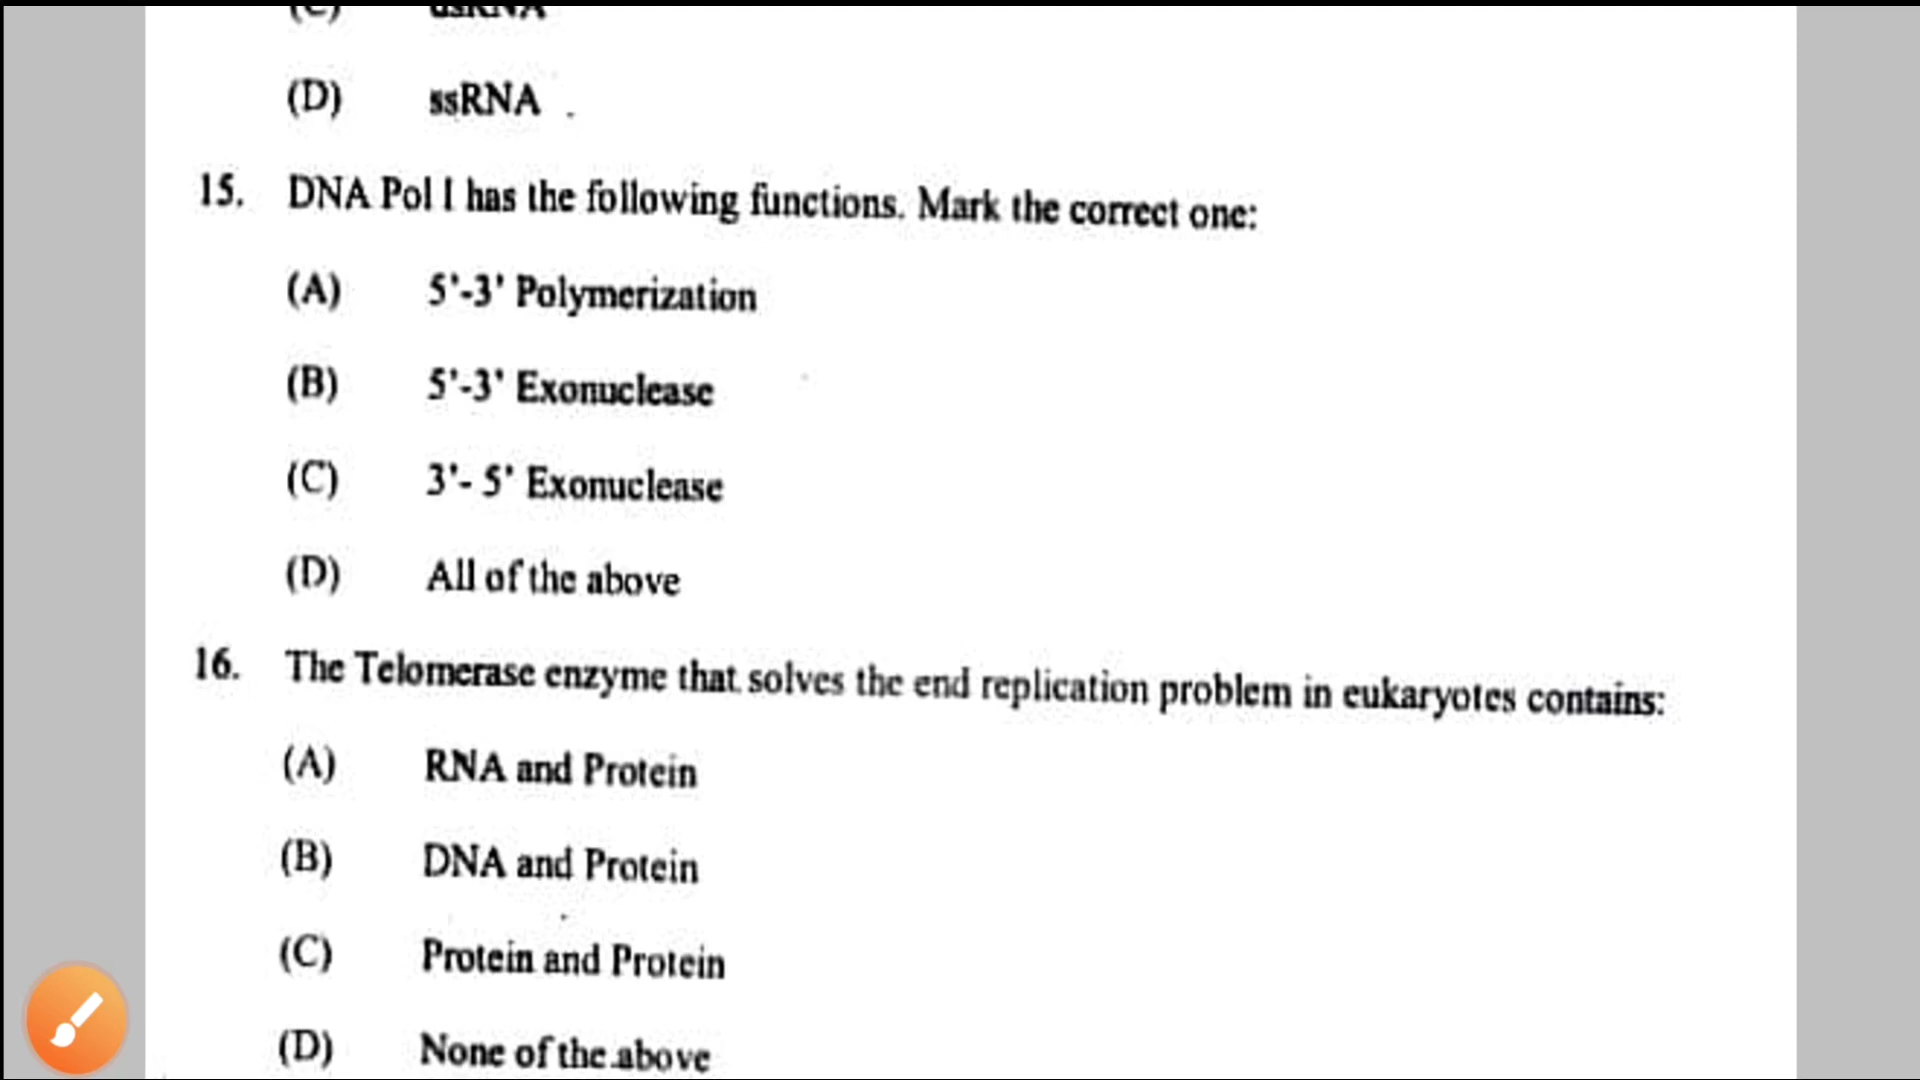 (D) ssRNA .
15. DNA Pol I has the following functions. Mark the correct one:
(A) 5'-3' Polymerization
(B) 5'-3' Exonuclease
(C) 3'- 5' Exonuclease
(D) All of the above
16. The Telomerase enzyme that solves the end replication problem in eukaryotes contains:
(A) RNA and Protein
(B) DNA and Protein
(C) Protein and Protein
(D) None of the above